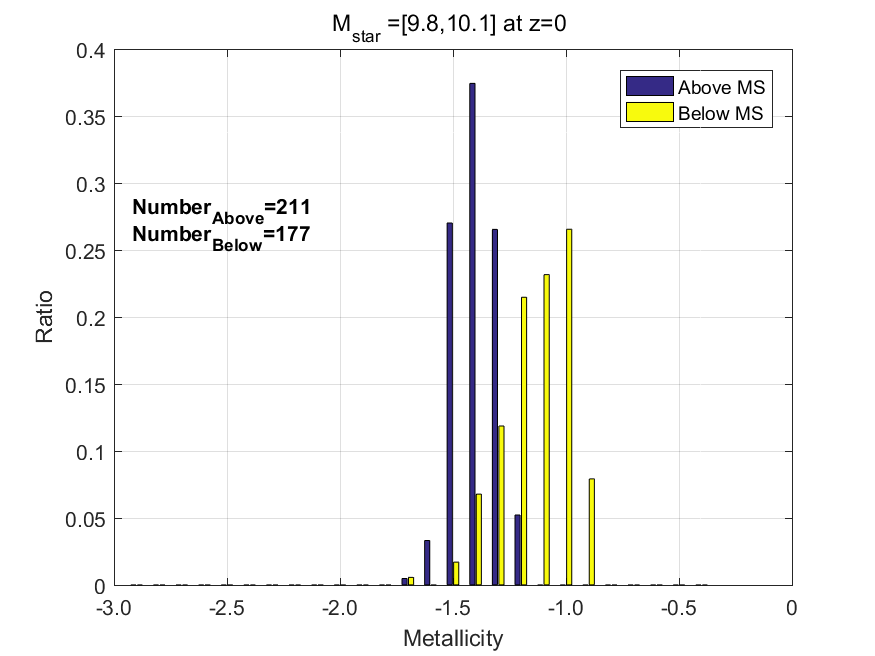 M_star =[9.8,10.1] at z=0
0.4
0.35
0.3
0.25
0.2
0.15
0.1
0.05
0
Ratio
Above MS
Below MS
Number_Above=211
Number_Below=177
-3.0 -2.5 -2.0 -1.5 -1.0 -0.5 0
Metallicity